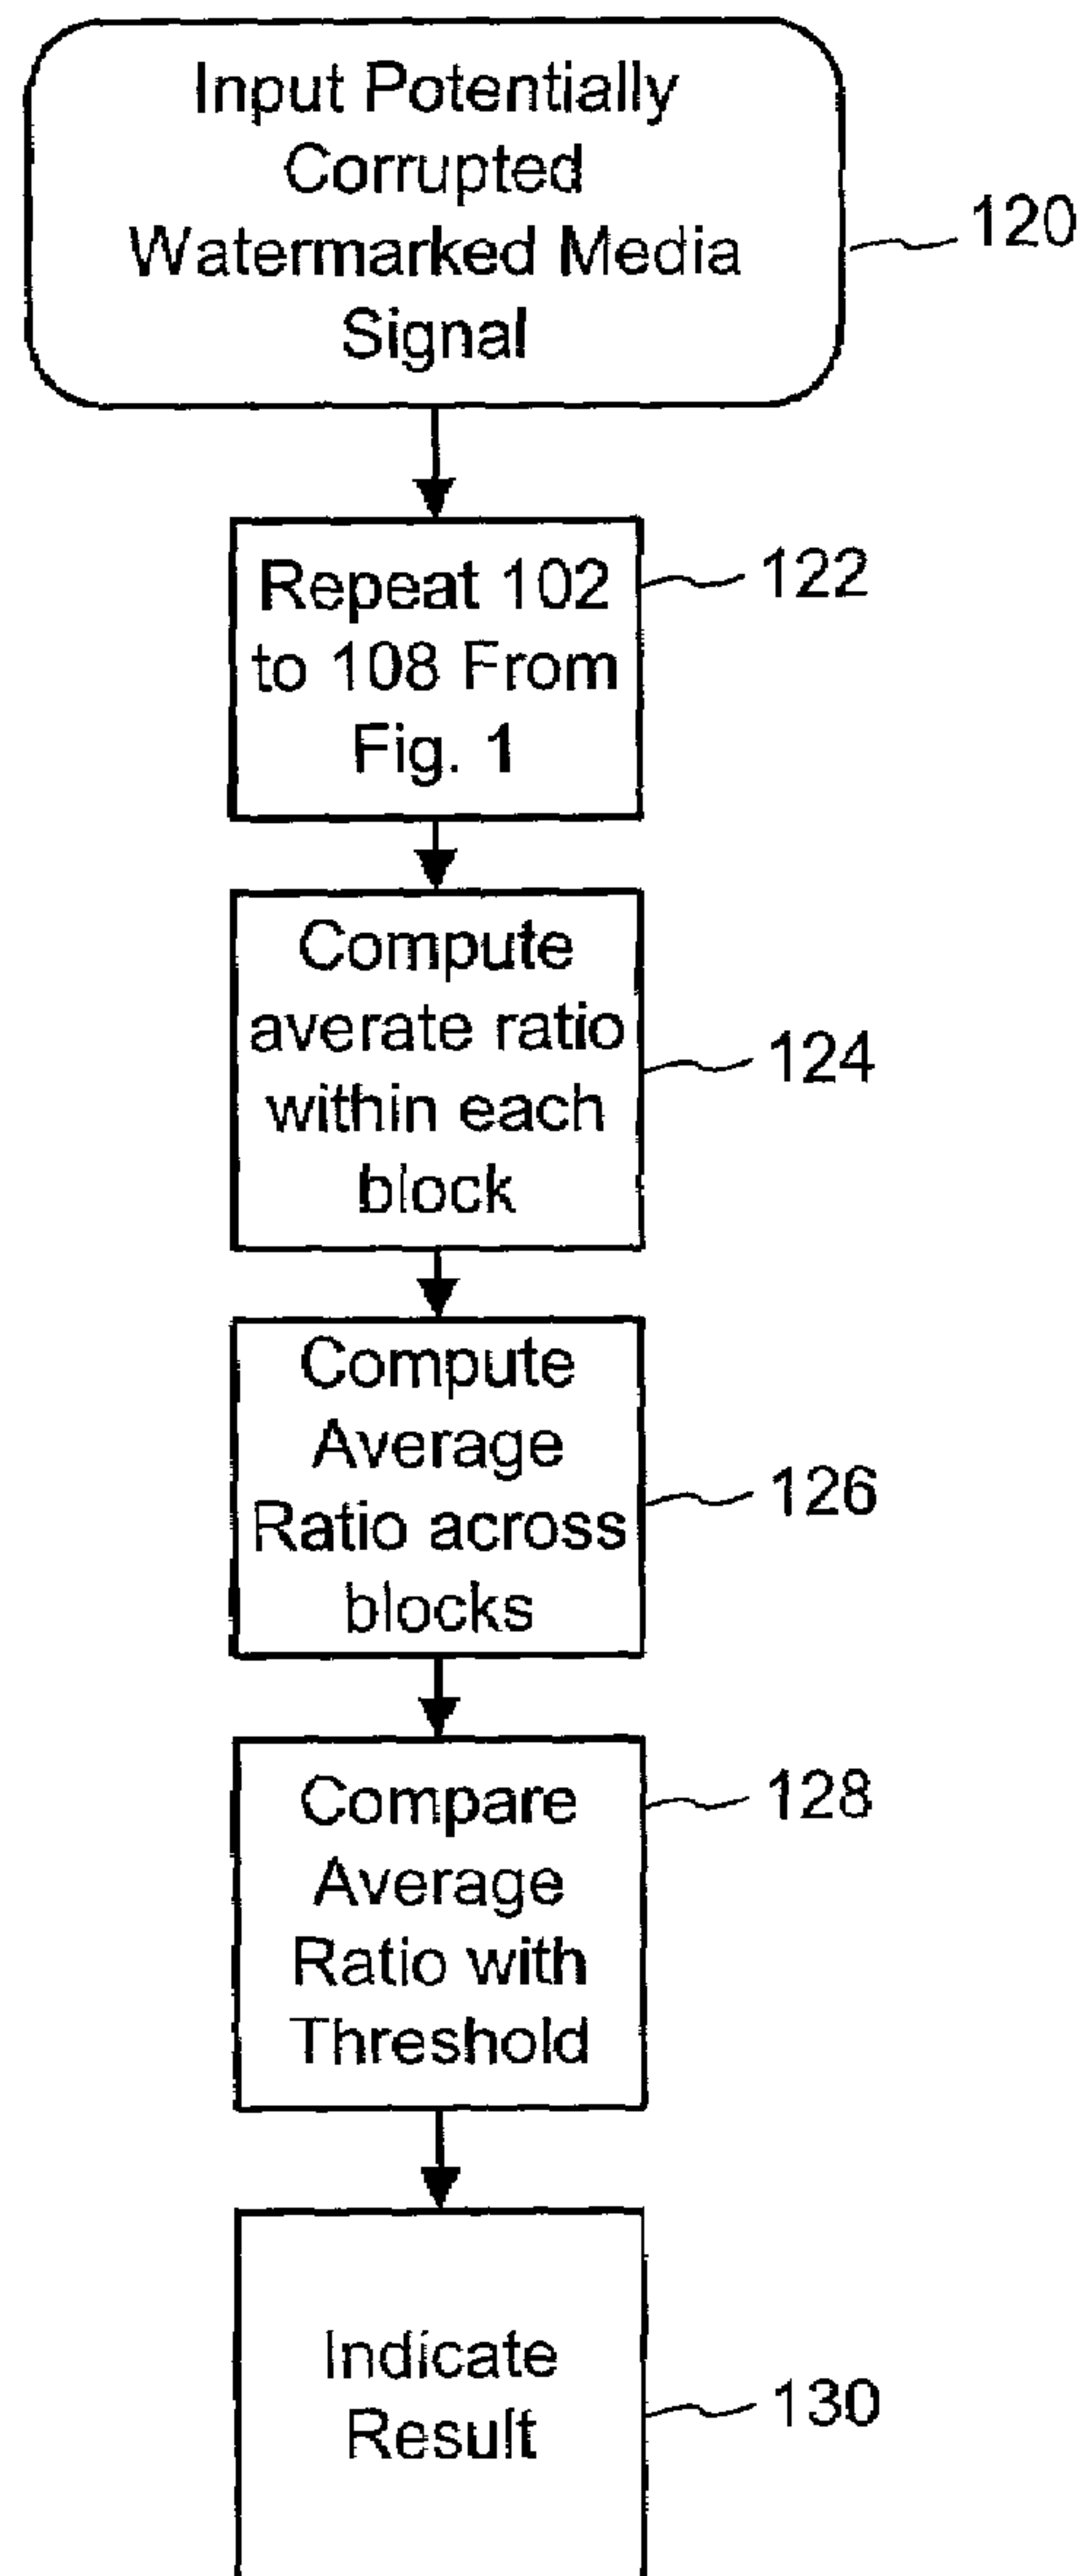 Input Potentially
Corrupted
Watermarked Media
Signal
120
Repeat 102
to 108 From
Fig. 1
122
Compute
averate ratio
within each
block
124
Compute
Average
Ratio across
blocks
126
Compare
Average
Ratio with
Threshold
128
Indicate
Result
130